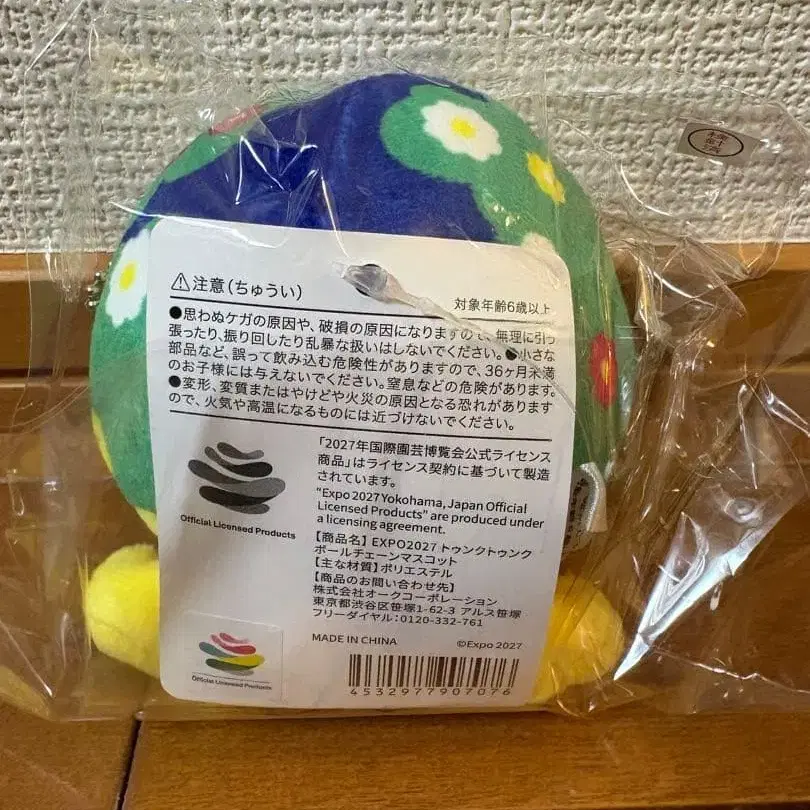 検針済
⚠注意(ちゅうい)
対象年齢6歳以上
●思わぬケガの原因や、破損の原因になりますので、無理に引っ
張ったり、振り回したり乱暴な扱いはしないでください。●小さな
部品など、誤って飲み込む危険性がありますので、36ヶ月未満
のお子様には与えないでください。窒息などの危険があります。
●変形、変質またはやけどや火災の原因となる恐れがあります
ので、火気や高温になるものには近づけないでください。
Official Licensed Products
「2027年国際園芸博覧会公式ライセンス
商品」はライセンス契約に基づいて製造
されています。
"Expo 2027 Yokohama, Japan Official
Licensed Products" are produced under
a licensing agreement.
【商品名】EXPO2027 トゥンクトゥンク
ボールチェーンマスコット
【主な材質】ポリエステル
【商品のお問い合わせ先】
株式会社オークコーポレーション
東京都渋谷区笹塚1-62-3 アルス笹塚
フリーダイヤル:0120-332-761
Official Licensed Products
MADE IN CHINA
©Expo 2027
4532977907076